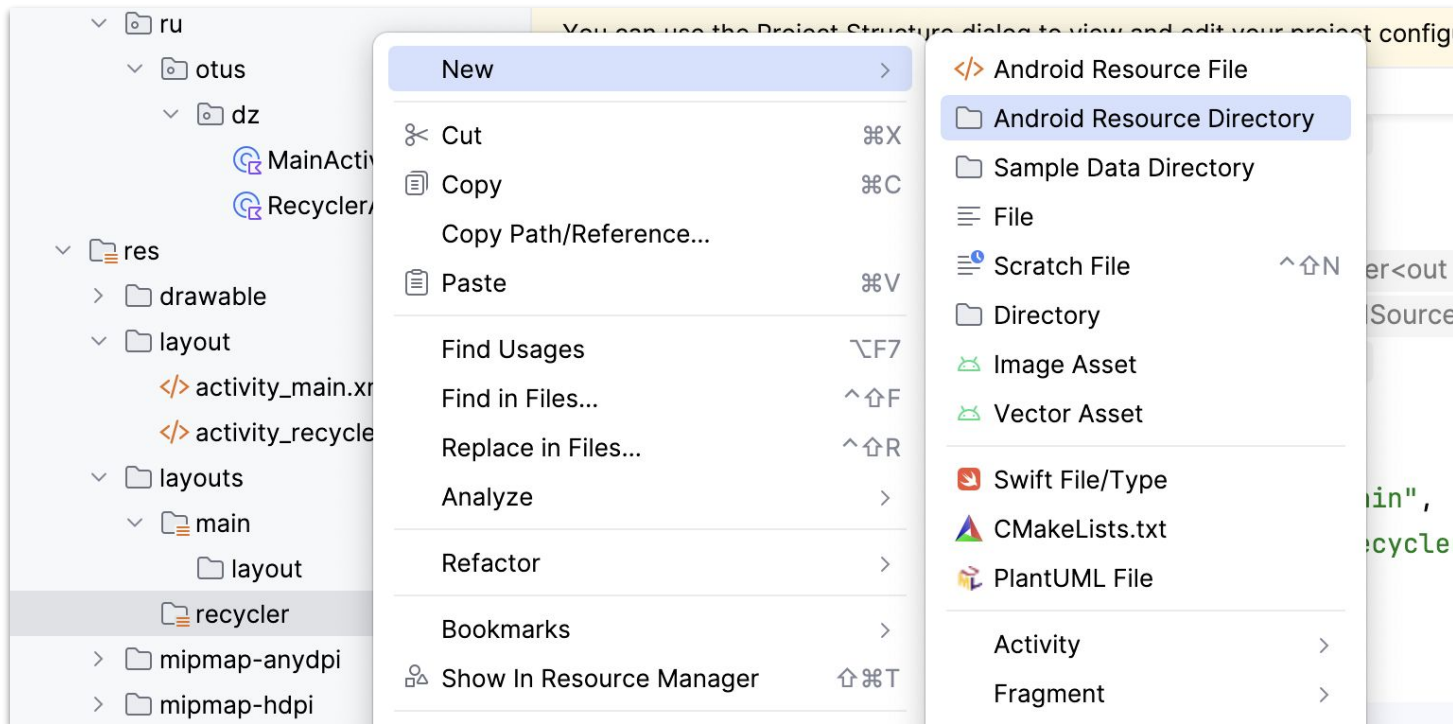 ru
otus
dz
MainActiv
RecyclerA
res
drawable
layout
activity_main.xm
activity_recycle
layouts
main
layout
recycler
mipmap-anydpi
mipmap-hdpi
You can use the Project Structure dialog to view and edit your project config
New
Cut ⌘X
Copy ⌘C
Copy Path/Reference...
Paste ⌘V
Find Usages ⌥F7
Find in Files... ^⇧F
Replace in Files... ^⇧R
Analyze
Refactor
Bookmarks
Show In Resource Manager ⇧⌘T
Android Resource File
Android Resource Directory
Sample Data Directory
File
Scratch File ^⇧N
Directory
Image Asset
Vector Asset
Swift File/Type
CMakeLists.txt
PlantUML File
Activity
Fragment
er<out
Source
ain",
ecycle